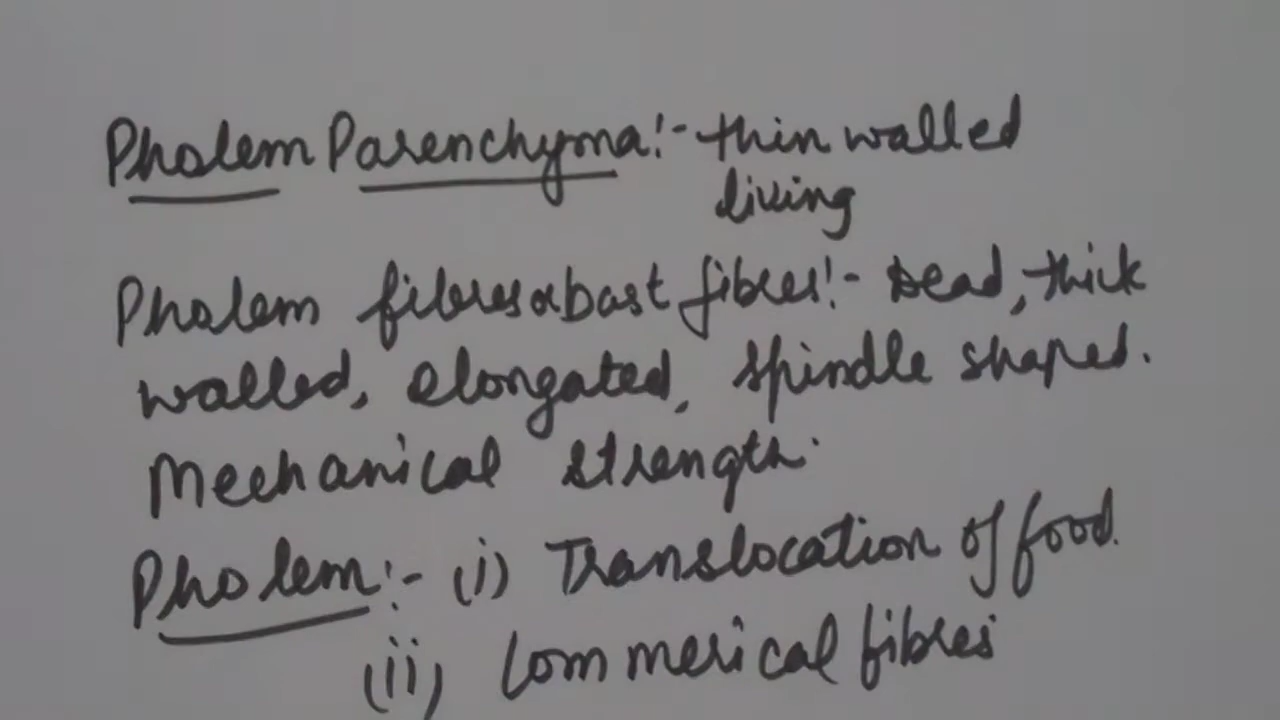 Pholem Parenchyma:- thin walled
living
Pholem fibres or bast fibres:- Dead, thick
walled, elongated, spindle shaped.
Mechanical strength.
Pholem:- (i) Translocation of food.
(ii) Commerical fibres